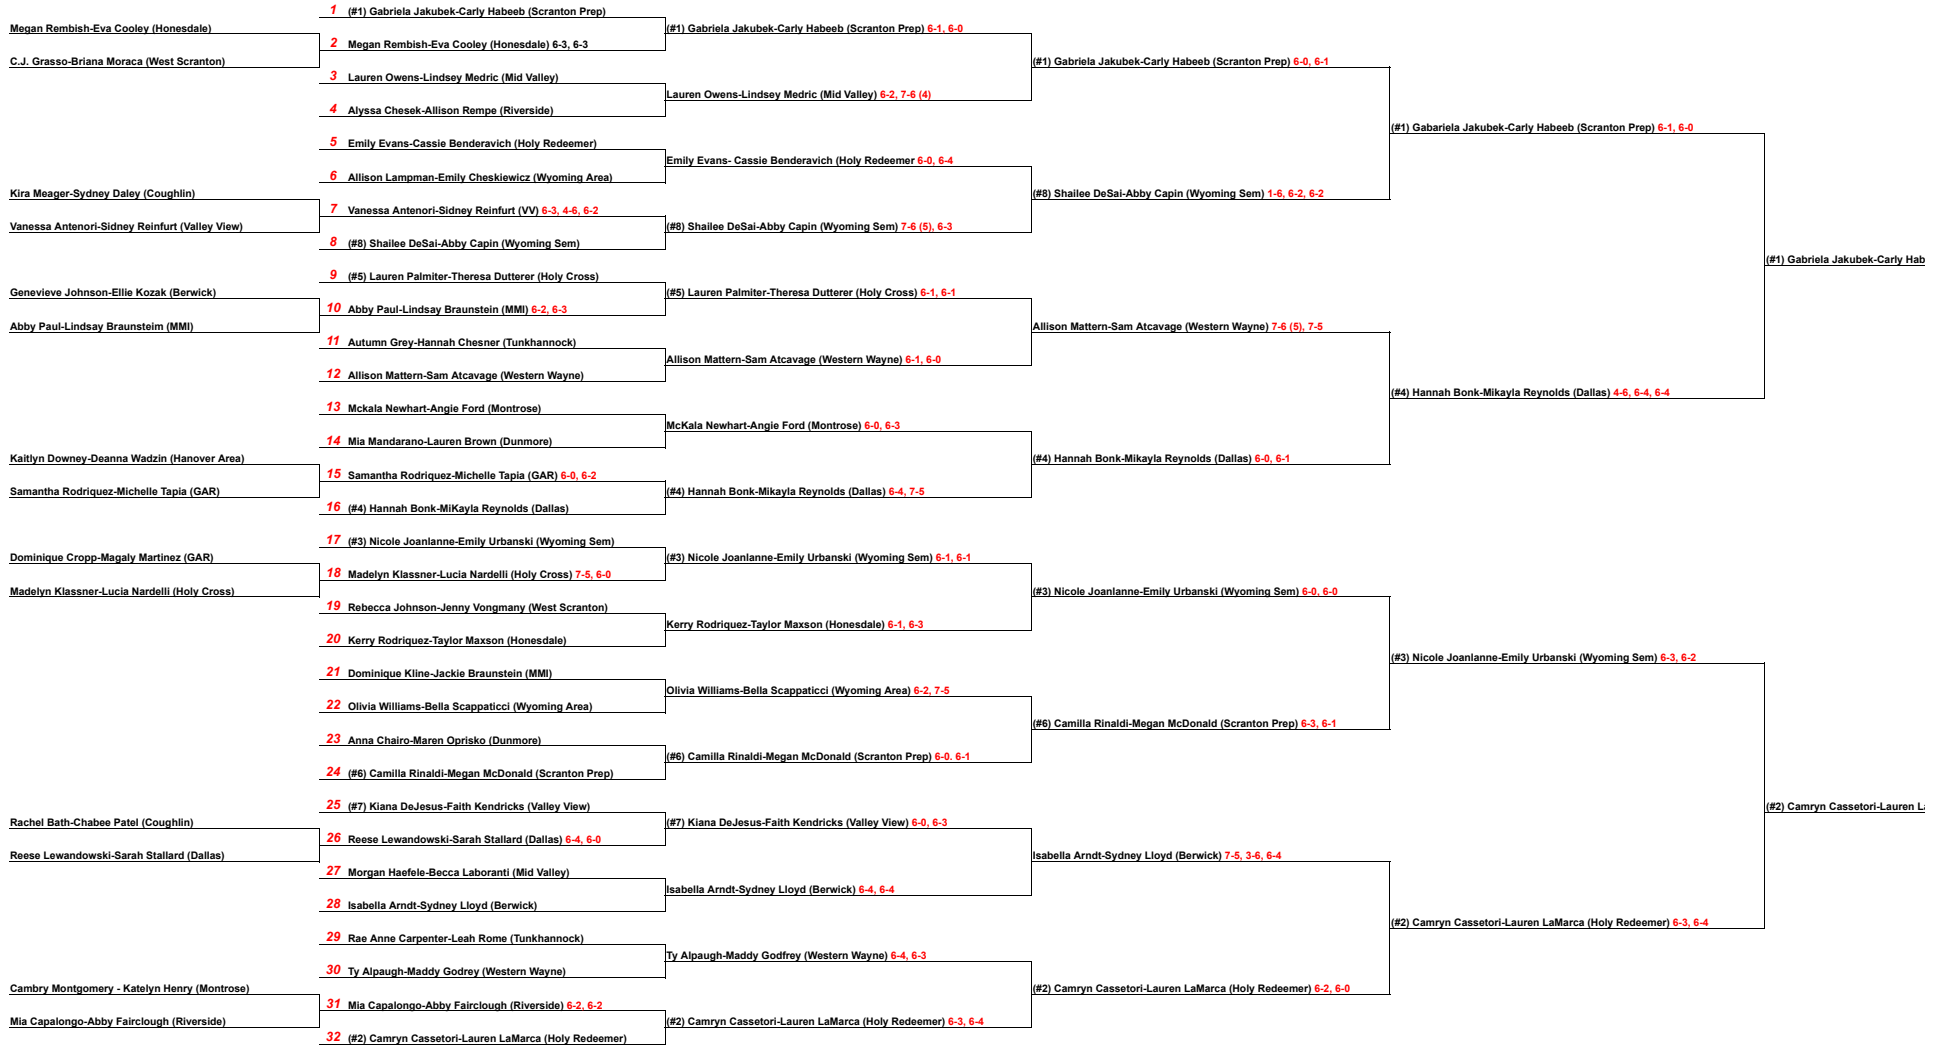 1 (#1) Gabriela Jakubek-Carly Habeeb (Scranton Prep)
Megan Rembish-Eva Cooley (Honesdale)
(#1) Gabriela Jakubek-Carly Habeeb (Scranton Prep) 6-1, 6-0
2 Megan Rembish-Eva Cooley (Honesdale) 6-3, 6-3
C.J. Grasso-Briana Moraca (West Scranton)
(#1) Gabriela Jakubek-Carly Habeeb (Scranton Prep) 6-0, 6-1
3 Lauren Owens-Lindsey Medric (Mid Valley)
Lauren Owens-Lindsey Medric (Mid Valley) 6-2, 7-6 (4)
4 Alyssa Chesek-Allison Rempe (Riverside)
(#1) Gabariela Jakubek-Carly Habeeb (Scranton Prep) 6-1, 6-0
5 Emily Evans-Cassie Benderavich (Holy Redeemer)
Emily Evans- Cassie Benderavich (Holy Redeemer 6-0, 6-4
6 Allison Lampman-Emily Cheskiewicz (Wyoming Area)
Kira Meager-Sydney Daley (Coughlin)
(#8) Shailee DeSai-Abby Capin (Wyoming Sem) 1-6, 6-2, 6-2
7 Vanessa Antenori-Sidney Reinfurt (VV) 6-3, 4-6, 6-2
Vanessa Antenori-Sidney Reinfurt (Valley View)
(#8) Shailee DeSai-Abby Capin (Wyoming Sem) 7-6 (5), 6-3
8 (#8) Shailee DeSai-Abby Capin (Wyoming Sem)
(#1) Gabriela Jakubek-Carly Hab
9 (#5) Lauren Palmiter-Theresa Dutterer (Holy Cross)
Genevieve Johnson-Ellie Kozak (Berwick)
(#5) Lauren Palmiter-Theresa Dutterer (Holy Cross) 6-1, 6-1
10 Abby Paul-Lindsay Braunstein (MMI) 6-2, 6-3
Abby Paul-Lindsay Braunsteim (MMI)
Allison Mattern-Sam Atcavage (Western Wayne) 7-6 (5), 7-5
11 Autumn Grey-Hannah Chesner (Tunkhannock)
Allison Mattern-Sam Atcavage (Western Wayne) 6-1, 6-0
12 Allison Mattern-Sam Atcavage (Western Wayne)
(#4) Hannah Bonk-Mikayla Reynolds (Dallas) 4-6, 6-4, 6-4
13 Mckala Newhart-Angie Ford (Montrose)
McKala Newhart-Angie Ford (Montrose) 6-0, 6-3
14 Mia Mandarano-Lauren Brown (Dunmore)
Kaitlyn Downey-Deanna Wadzin (Hanover Area)
(#4) Hannah Bonk-Mikayla Reynolds (Dallas) 6-0, 6-1
15 Samantha Rodriquez-Michelle Tapia (GAR) 6-0, 6-2
Samantha Rodriquez-Michelle Tapia (GAR)
(#4) Hannah Bonk-Mikayla Reynolds (Dallas) 6-4, 7-5
16 (#4) Hannah Bonk-MiKayla Reynolds (Dallas)
17 (#3) Nicole Joanlanne-Emily Urbanski (Wyoming Sem)
Dominique Cropp-Magaly Martinez (GAR)
(#3) Nicole Joanlanne-Emily Urbanski (Wyoming Sem) 6-1, 6-1
18 Madelyn Klassner-Lucia Nardelli (Holy Cross) 7-5, 6-0
Madelyn Klassner-Lucia Nardelli (Holy Cross)
(#3) Nicole Joanlanne-Emily Urbanski (Wyoming Sem) 6-0, 6-0
19 Rebecca Johnson-Jenny Vongmany (West Scranton)
Kerry Rodriquez-Taylor Maxson (Honesdale) 6-1, 6-3
20 Kerry Rodriquez-Taylor Maxson (Honesdale)
(#3) Nicole Joanlanne-Emily Urbanski (Wyoming Sem) 6-3, 6-2
21 Dominique Kline-Jackie Braunstein (MMI)
Olivia Williams-Bella Scappaticci (Wyoming Area) 6-2, 7-5
22 Olivia Williams-Bella Scappaticci (Wyoming Area)
(#6) Camilla Rinaldi-Megan McDonald (Scranton Prep) 6-3, 6-1
23 Anna Chairo-Maren Oprisko (Dunmore)
(#6) Camilla Rinaldi-Megan McDonald (Scranton Prep) 6-0. 6-1
24 (#6) Camilla Rinaldi-Megan McDonald (Scranton Prep)
25 (#7) Kiana DeJesus-Faith Kendricks (Valley View)
(#2) Camryn Cassetori-Lauren La
Rachel Bath-Chabee Patel (Coughlin)
(#7) Kiana DeJesus-Faith Kendricks (Valley View) 6-0, 6-3
26 Reese Lewandowski-Sarah Stallard (Dallas) 6-4, 6-0
Reese Lewandowski-Sarah Stallard (Dallas)
Isabella Arndt-Sydney Lloyd (Berwick) 7-5, 3-6, 6-4
27 Morgan Haefele-Becca Laboranti (Mid Valley)
Isabella Arndt-Sydney Lloyd (Berwick) 6-4, 6-4
28 Isabella Arndt-Sydney Lloyd (Berwick)
(#2) Camryn Cassetori-Lauren LaMarca (Holy Redeemer) 6-3, 6-4
29 Rae Anne Carpenter-Leah Rome (Tunkhannock)
Ty Alpaugh-Maddy Godfrey (Western Wayne) 6-4, 6-3
30 Ty Alpaugh-Maddy Godrey (Western Wayne)
Cambry Montgomery - Katelyn Henry (Montrose)
(#2) Camryn Cassetori-Lauren LaMarca (Holy Redeemer) 6-2, 6-0
31 Mia Capalongo-Abby Fairclough (Riverside) 6-2, 6-2
Mia Capalongo-Abby Fairclough (Riverside)
(#2) Camryn Cassetori-Lauren LaMarca (Holy Redeemer) 6-3, 6-4
32 (#2) Camryn Cassetori-Lauren LaMarca (Holy Redeemer)